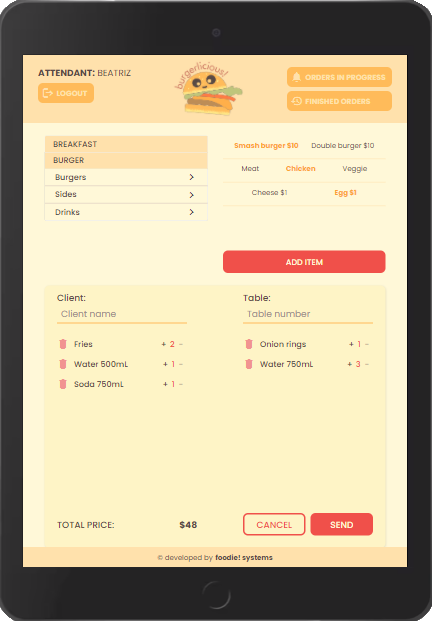 ATTENDANT: BEATRIZ
LOGOUT
burgerlicious!
ORDERS IN PROGRESS
FINISHED ORDERS
BREAKFAST
BURGER
Burgers
Sides
Drinks
Smash burger $10 Double burger $10
Meat Chicken Veggie
Cheese $1 Egg $1
ADD ITEM
Client: Table:
Client name Table number
Fries + 2 - Onion rings + 1 -
Water 500mL + 1 - Water 750mL + 3 -
Soda 750mL + 1 -
TOTAL PRICE: $48 CANCEL SEND
© developed by foodie! systems